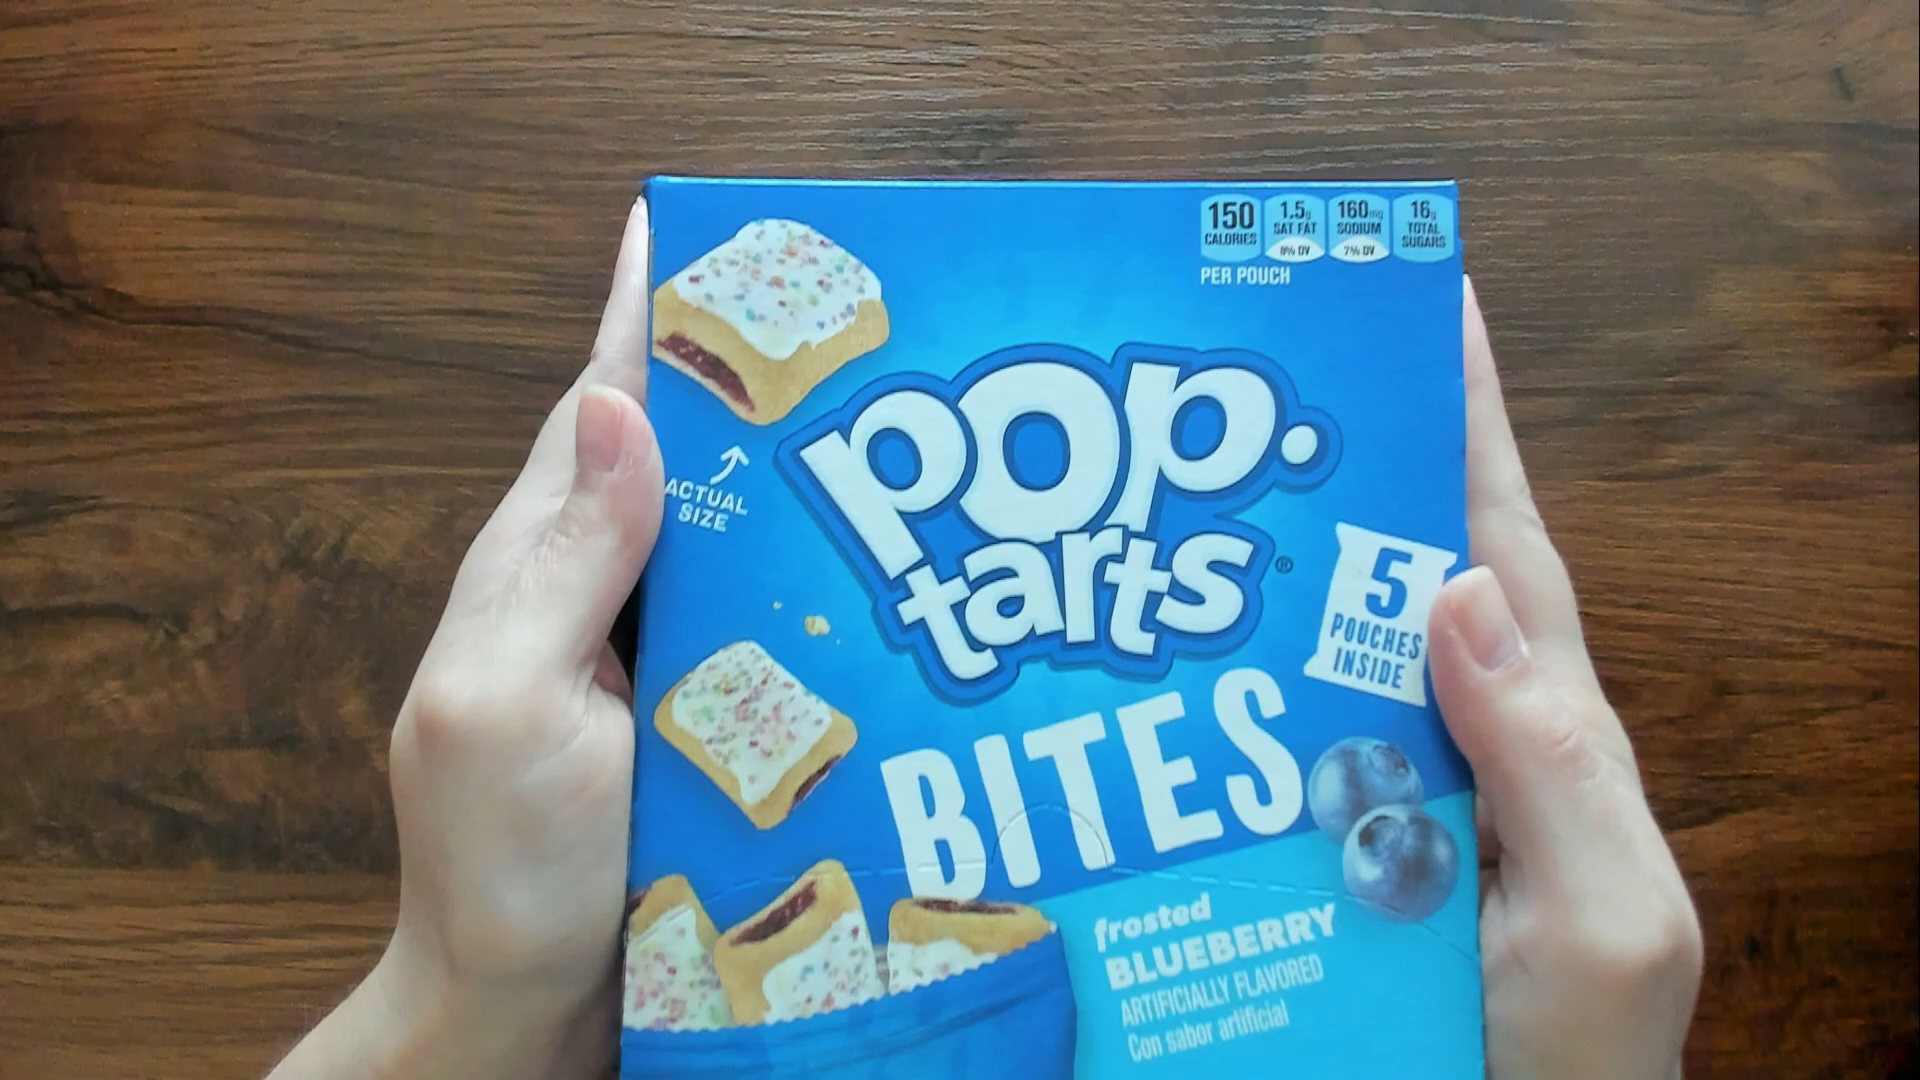 150
CALORIES
1.5g
SAT FAT
8% DV
160mg
SODIUM
7% DV
16g
TOTAL
SUGARS
PER POUCH
ACTUAL
SIZE
pop.
tarts®
5
POUCHES
INSIDE
BITES
frosted
BLUEBERRY
ARTIFICIALLY FLAVORED
Con sabor artificial